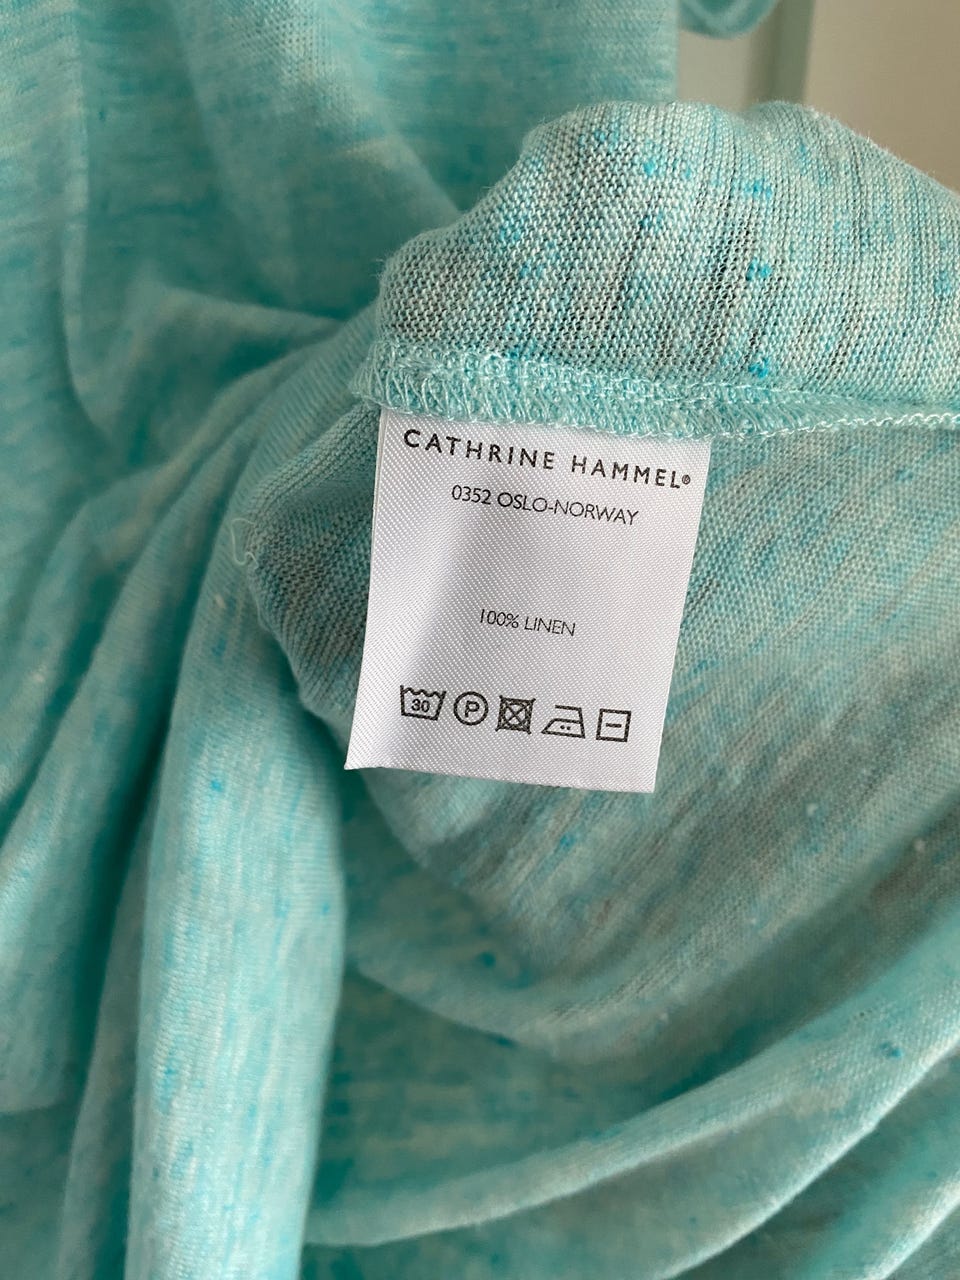 CATHRINE HAMMEL®
0352 OSLO-NORWAY
100% LINEN
30 P